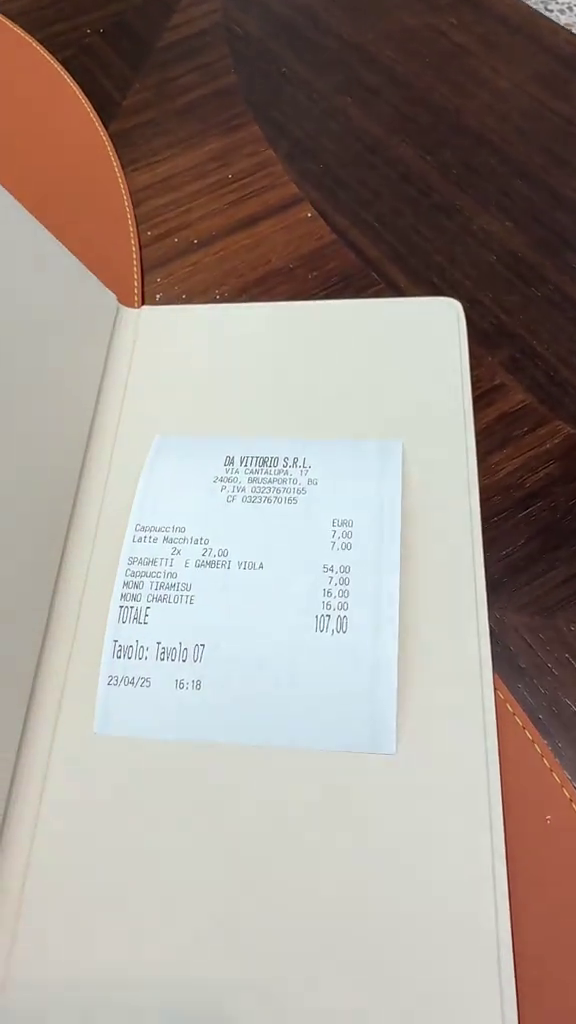 DA VITTORIO S.R.L.
VIA CANTALUPA, 17
24060, BRUSAPORTO, BG
P.IVA 03237670165
CF 03237670165
EURO
Cappuccino 7,00
Latte Macchiato 7,00
2x 27,00
SPAGHETTI E GAMBERI VIOLA 54,00
Cappuccino 7,00
MONO TIRAMISU 16,00
MONO CHARLOTTE 16,00
TOTALE 107,00
Tavolo: Tavolo 07
23/04/25 16:18